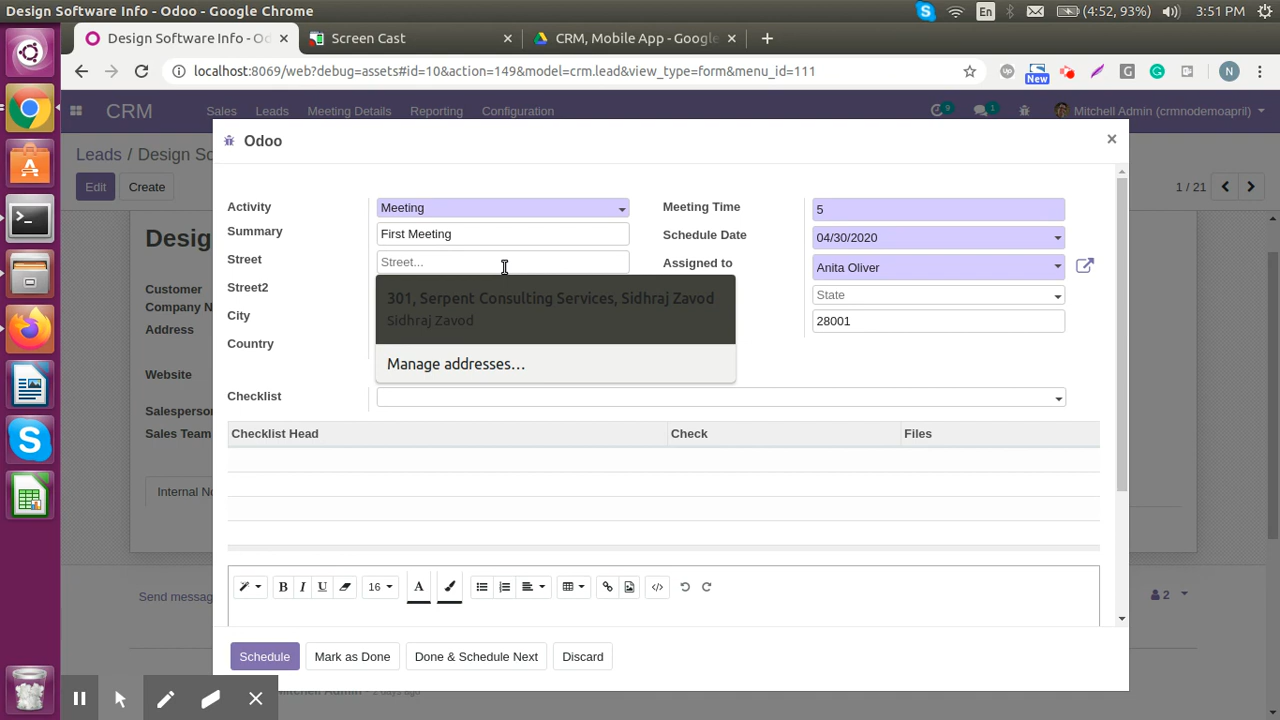 Design Software Info - Odoo - Google Chrome
En
(4:52, 93%)
3:51 PM
Design Software Info - Od
Screen Cast
CRM, Mobile App - Google
localhost:8069/web?debug=assets#id=10&action=149&model=crm.lead&view_type=form&menu_id=111
New
N
CRM
Sales
Leads
Meeting Details
Reporting
Configuration
9
1
Mitchell Admin (crmnodemoapril)
Leads / Design So
Edit
Create
1 / 21
Odoo
×
Desig
Customer
Company N
Address
Website
Salesperson
Sales Team
Internal No
Send messag
2
Activity
Meeting
Meeting Time
5
Summary
First Meeting
Schedule Date
04/30/2020
Street
Street...
Assigned to
Anita Oliver
Street2
301, Serpent Consulting Services, Sidhraj Zavod
Sidhraj Zavod
State
City
28001
Country
Manage addresses...
Checklist
Checklist Head
Check
Files
B
I
U
16
A
Schedule
Mark as Done
Done & Schedule Next
Discard
Mitchell Admin - 2 days ago